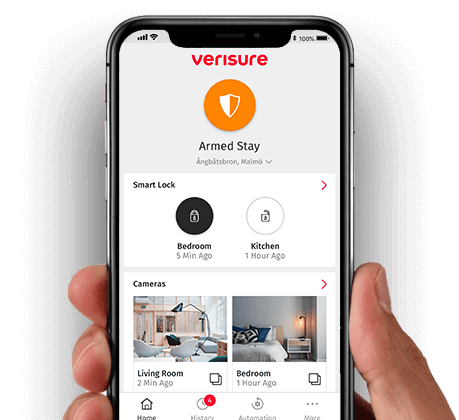 100%
verisure
Armed Stay
Ångbåtsbron, Malmö
Smart Lock
Bedroom
5 Min Ago
Kitchen
1 Hour Ago
Cameras
Living Room
2 Min Ago
Bedroom
1 Hour Ago
4
Home
History
Automation
More